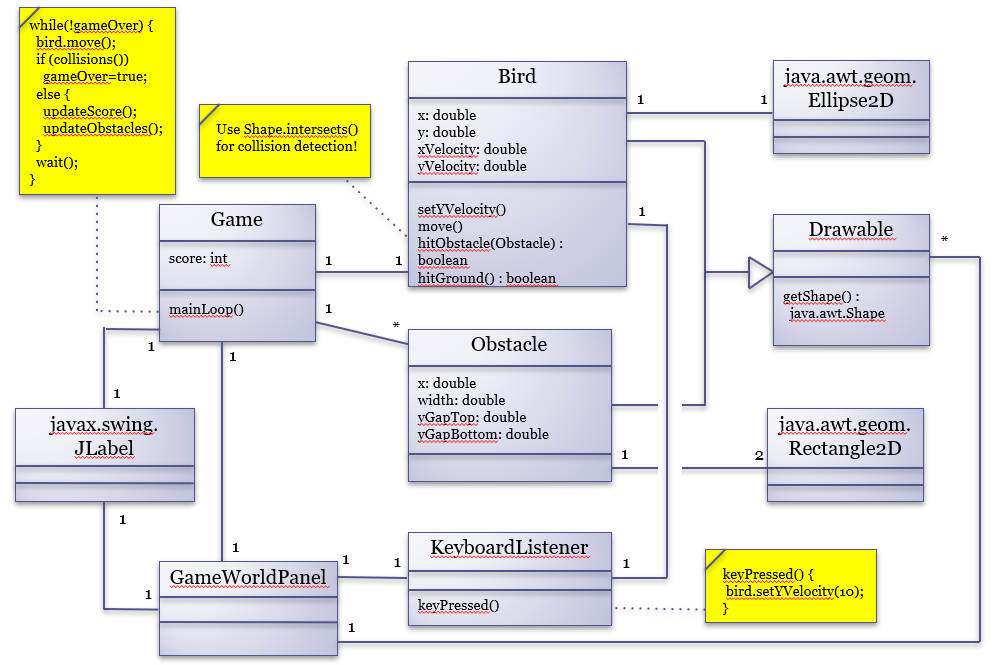 while(!gameOver) {
bird.move();
if (collisions())
gameOver=true;
else {
updateScore();
updateObstacles();
}
wait();
}
Use Shape.intersects()
for collision detection!
Bird
x: double
y: double
xVelocity: double
yVelocity: double
setYVelocity()
move()
hitObstacle(Obstacle) :
boolean
hitGround() : boolean
1
1
java.awt.geom.
Ellipse2D
Game
score: int
mainLoop()
1
1
1
*
1
Drawable
getShape() :
java.awt.Shape
*
Obstacle
x: double
width: double
yGapTop: double
yGapBottom: double
1
1
1
javax.swing.
JLabel
1
2
java.awt.geom.
Rectangle2D
1
1
1
GameWorldPanel
1
1
1
KeyboardListener
keyPressed()
1
keyPressed() {
bird.setYVelocity(10);
}